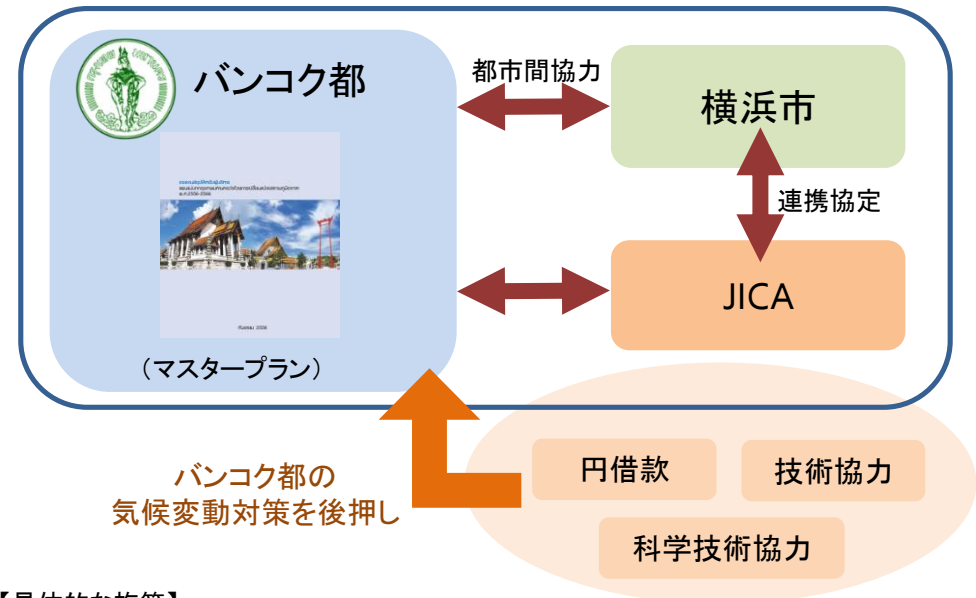 バンコク都
都市間協力
横浜市
連携協定
JICA
(マスタープラン)
バンコク都の
気候変動対策を後押し
円借款
技術協力
科学技術協力